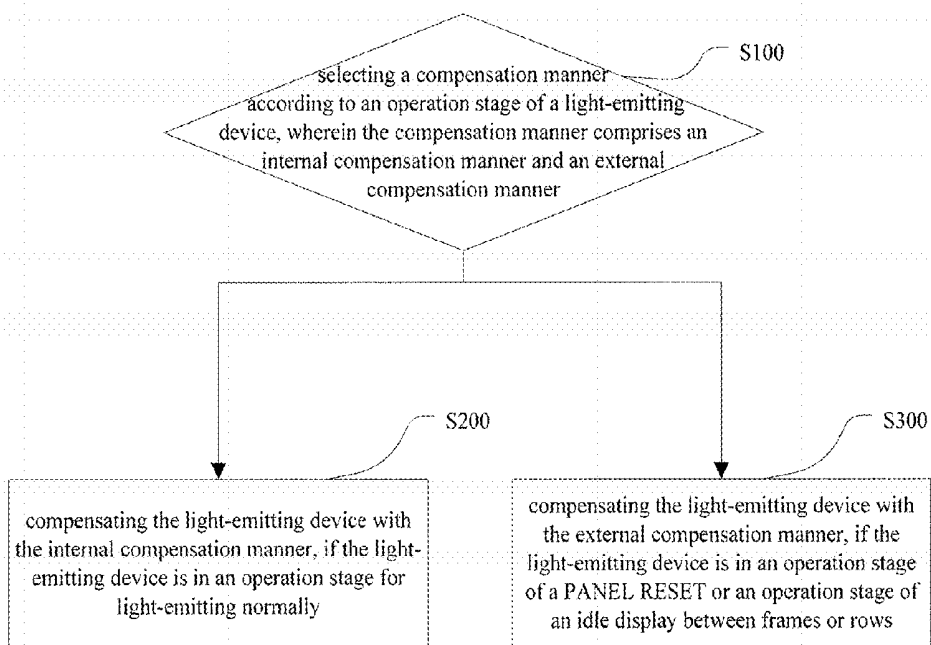 S100
selecting a compensation manner
according to an operation stage of a light-emitting
device, wherein the compensation manner comprises an
internal compensation manner and an external
compensation manner
S200
S300
compensating the light-emitting device with
the internal compensation manner, if the light-
emitting device is in an operation stage for
light-emitting normally
compensating the light-emitting device with
the external compensation manner, if the
light-emitting device is in an operation stage
of a PANEL RESET or an operation stage of
an idle display between frames or rows